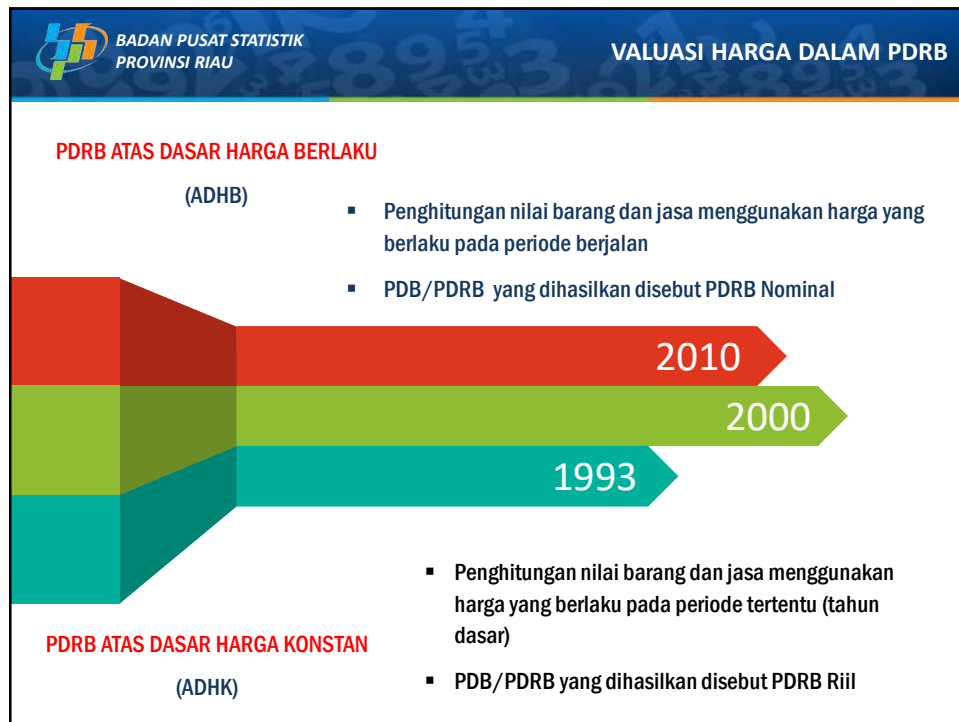 BADAN PUSAT STATISTIK
PROVINSI RIAU
VALUASI HARGA DALAM PDRB
PDRB ATAS DASAR HARGA BERLAKU
(ADHB)
▪ Penghitungan nilai barang dan jasa menggunakan harga yang
berlaku pada periode berjalan
▪ PDB/PDRB yang dihasilkan disebut PDRB Nominal
2010
2000
1993
▪ Penghitungan nilai barang dan jasa menggunakan
harga yang berlaku pada periode tertentu (tahun
dasar)
▪ PDB/PDRB yang dihasilkan disebut PDRB Riil
PDRB ATAS DASAR HARGA KONSTAN
(ADHK)